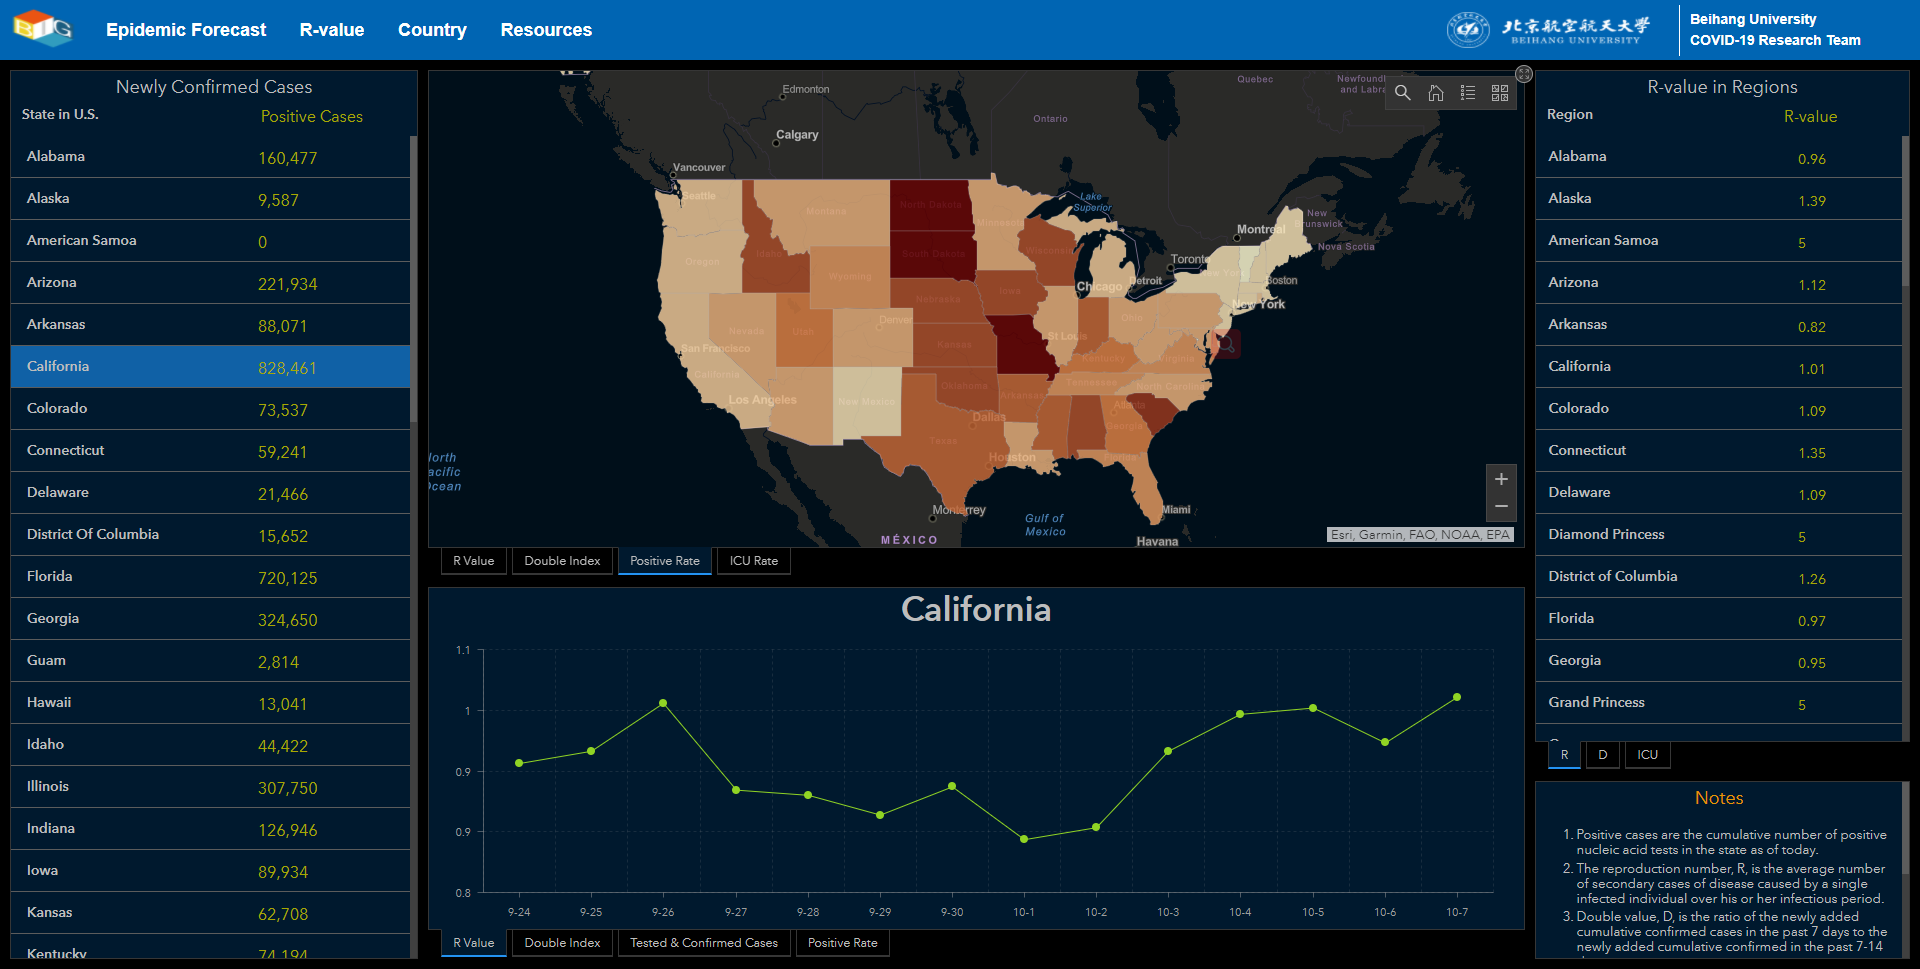 BIG
Epidemic Forecast
R-value
Country
Resources
北京航空航天大学
BEIHANG UNIVERSITY
Beihang University
COVID-19 Research Team
Newly Confirmed Cases
State in U.S.
Positive Cases
Alabama 160,477
Alaska 9,587
American Samoa 0
Arizona 221,934
Arkansas 88,071
California 828,461
Colorado 73,537
Connecticut 59,241
Delaware 21,466
District Of Columbia 15,652
Florida 720,125
Georgia 324,650
Guam 2,814
Hawaii 13,041
Idaho 44,422
Illinois 307,750
Indiana 126,946
Iowa 89,934
Kansas 62,708
Kentucky 74,194
Edmonton
Calgary
Vancouver
Seattle
Quebec
Newfoundl
and Labra
Ontario
Lake
Superior
New
Brunswick
Nova Scotia
Montreal
Toronto
Boston
Detroit
Chicago
New York
New York
North Dakota
South Dakota
Montana
Minnesota
Wisconsin
Oregon
Idaho
Wyoming
Nebraska
Iowa
Nevada
Utah
Denver
Ohio
St Louis
Kansas
Kentucky
Virginia
San Francisco
California
Los Angeles
New Mexico
Oklahoma
Arkansas
Tennessee
North Carolina
Atlanta
Georgia
Dallas
Texas
Houston
Florida
Miami
Monterrey
Gulf of
Mexico
MÉXICO
Havana
orth
acific
Ocean
+
−
Esri, Garmin, FAO, NOAA, EPA
R Value
Double Index
Positive Rate
ICU Rate
California
1.1
1
0.9
0.9
0.8
9-24
9-25
9-26
9-27
9-28
9-29
9-30
10-1
10-2
10-3
10-4
10-5
10-6
10-7
R Value
Double Index
Tested & Confirmed Cases
Positive Rate
R-value in Regions
Region
R-value
Alabama 0.96
Alaska 1.39
American Samoa 5
Arizona 1.12
Arkansas 0.82
California 1.01
Colorado 1.09
Connecticut 1.35
Delaware 1.09
Diamond Princess 5
District of Columbia 1.26
Florida 0.97
Georgia 0.95
Grand Princess 5
R
D
ICU
Notes
1. Positive cases are the cumulative number of positive
nucleic acid tests in the state as of today.
2. The reproduction number, R, is the average number
of secondary cases of disease caused by a single
infected individual over his or her infectious period.
3. Double value, D, is the ratio of the newly added
cumulative confirmed cases in the past 7 days to the
newly added cumulative confirmed in the past 7-14